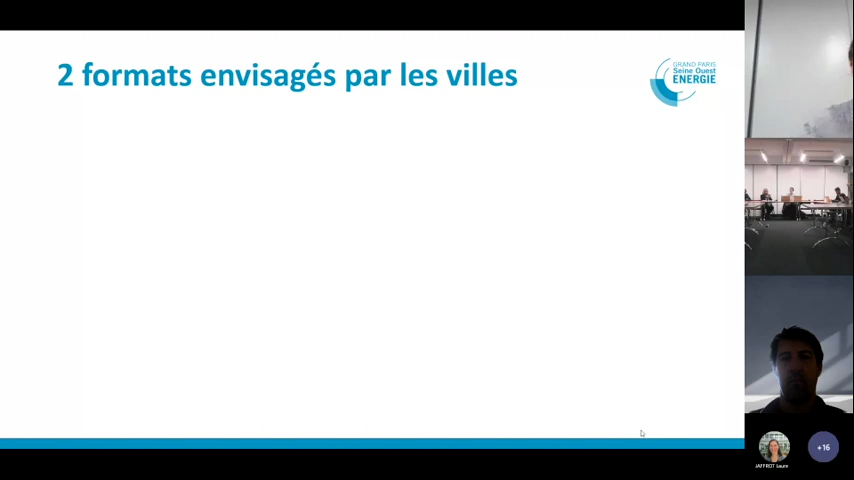 2 formats envisagés par les villes
GRAND PARIS
Seine Ouest
ENERGIE
JAFFROT Laure
+16